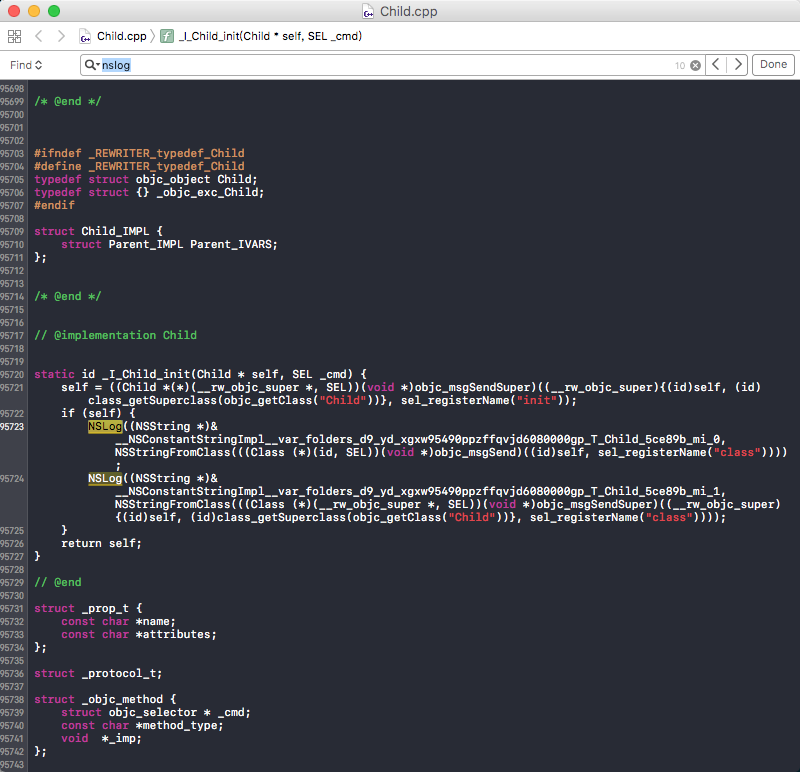 Child.cpp
Child.cpp 〉 f _I_Child_init(Child * self, SEL _cmd)
Find nslog 10 Done
95698
95699 /* @end */
95700
95701
95702
95703 #ifndef _REWRITER_typedef_Child
95704 #define _REWRITER_typedef_Child
95705 typedef struct objc_object Child;
95706 typedef struct {} _objc_exc_Child;
95707 #endif
95708
95709 struct Child_IMPL {
95710 struct Parent_IMPL Parent_IVARS;
95711 };
95712
95713
95714 /* @end */
95715
95716
95717 // @implementation Child
95718
95719
95720 static id _I_Child_init(Child * self, SEL _cmd) {
95721 self = ((Child *(*)(__rw_objc_super *, SEL))(void *)objc_msgSendSuper)((__rw_objc_super){(id)self, (id)
class_getSuperclass(objc_getClass("Child"))}, sel_registerName("init"));
95722 if (self) {
95723 NSLog((NSString *)&
__NSConstantStringImpl__var_folders_d9_yd_xgxw95490ppzffqvjd6080000gp_T_Child_5ce89b_mi_0,
NSStringFromClass(((Class (*)(id, SEL))(void *)objc_msgSend)((id)self, sel_registerName("class"))))
;
95724 NSLog((NSString *)&
__NSConstantStringImpl__var_folders_d9_yd_xgxw95490ppzffqvjd6080000gp_T_Child_5ce89b_mi_1,
NSStringFromClass(((Class (*)(__rw_objc_super *, SEL))(void *)objc_msgSendSuper)((__rw_objc_super)
{(id)self, (id)class_getSuperclass(objc_getClass("Child"))}, sel_registerName("class"))));
95725 }
95726 return self;
95727 }
95728
95729 // @end
95730
95731 struct _prop_t {
95732 const char *name;
95733 const char *attributes;
95734 };
95735
95736 struct _protocol_t;
95737
95738 struct _objc_method {
95739 struct objc_selector * _cmd;
95740 const char *method_type;
95741 void  *_imp;
95742 };
95743